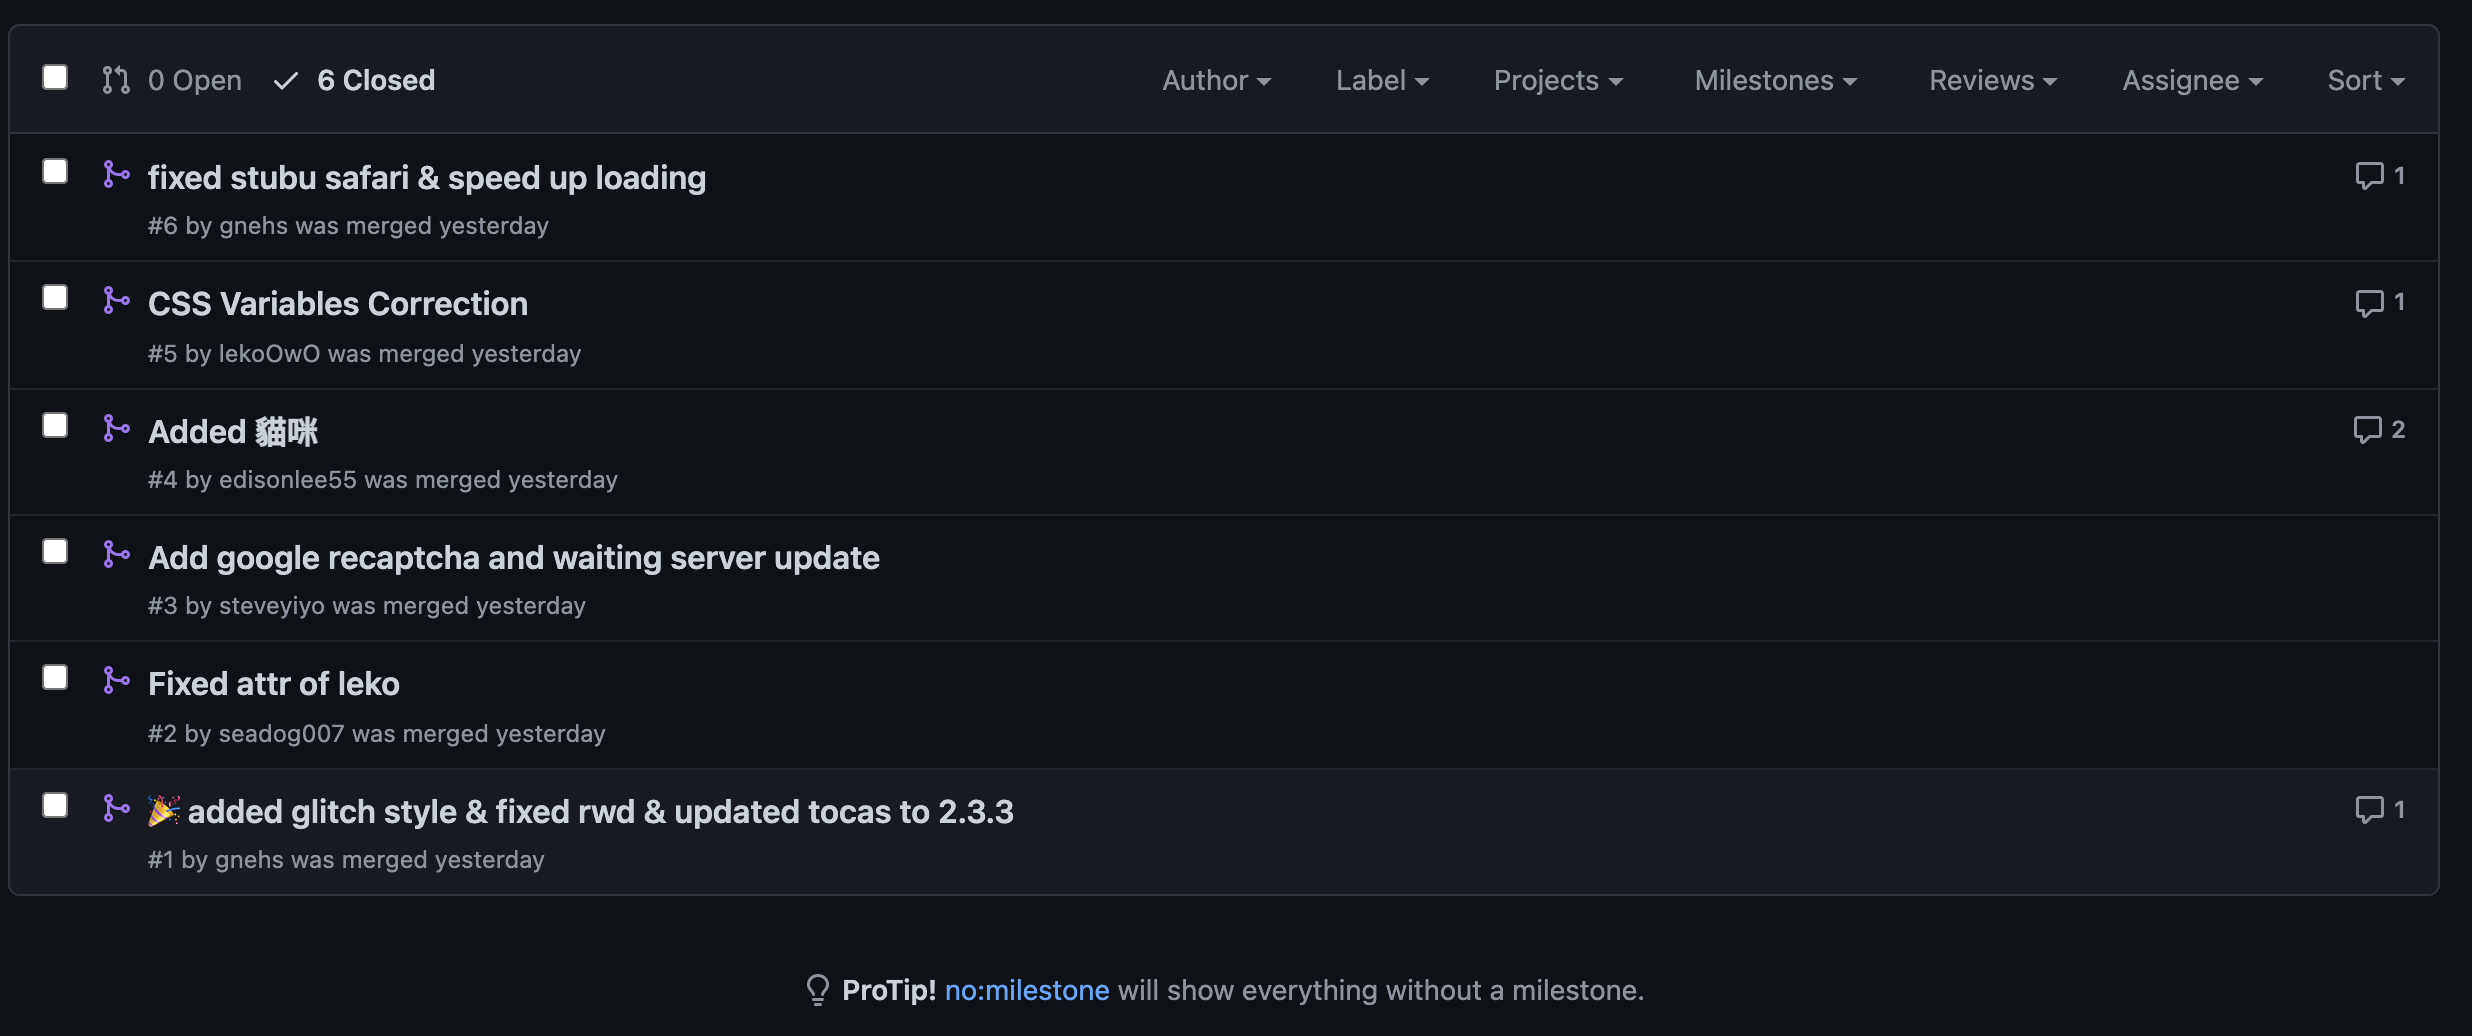 0 Open 6 Closed Author Label Projects Milestones Reviews Assignee Sort
fixed stubu safari & speed up loading 1
#6 by gnehs was merged yesterday
CSS Variables Correction 1
#5 by lekoOwO was merged yesterday
Added 貓咪 2
#4 by edisonlee55 was merged yesterday
Add google recaptcha and waiting server update
#3 by steveyiyo was merged yesterday
Fixed attr of leko
#2 by seadog007 was merged yesterday
🎉 added glitch style & fixed rwd & updated tocas to 2.3.3 1
#1 by gnehs was merged yesterday
ProTip! no:milestone will show everything without a milestone.